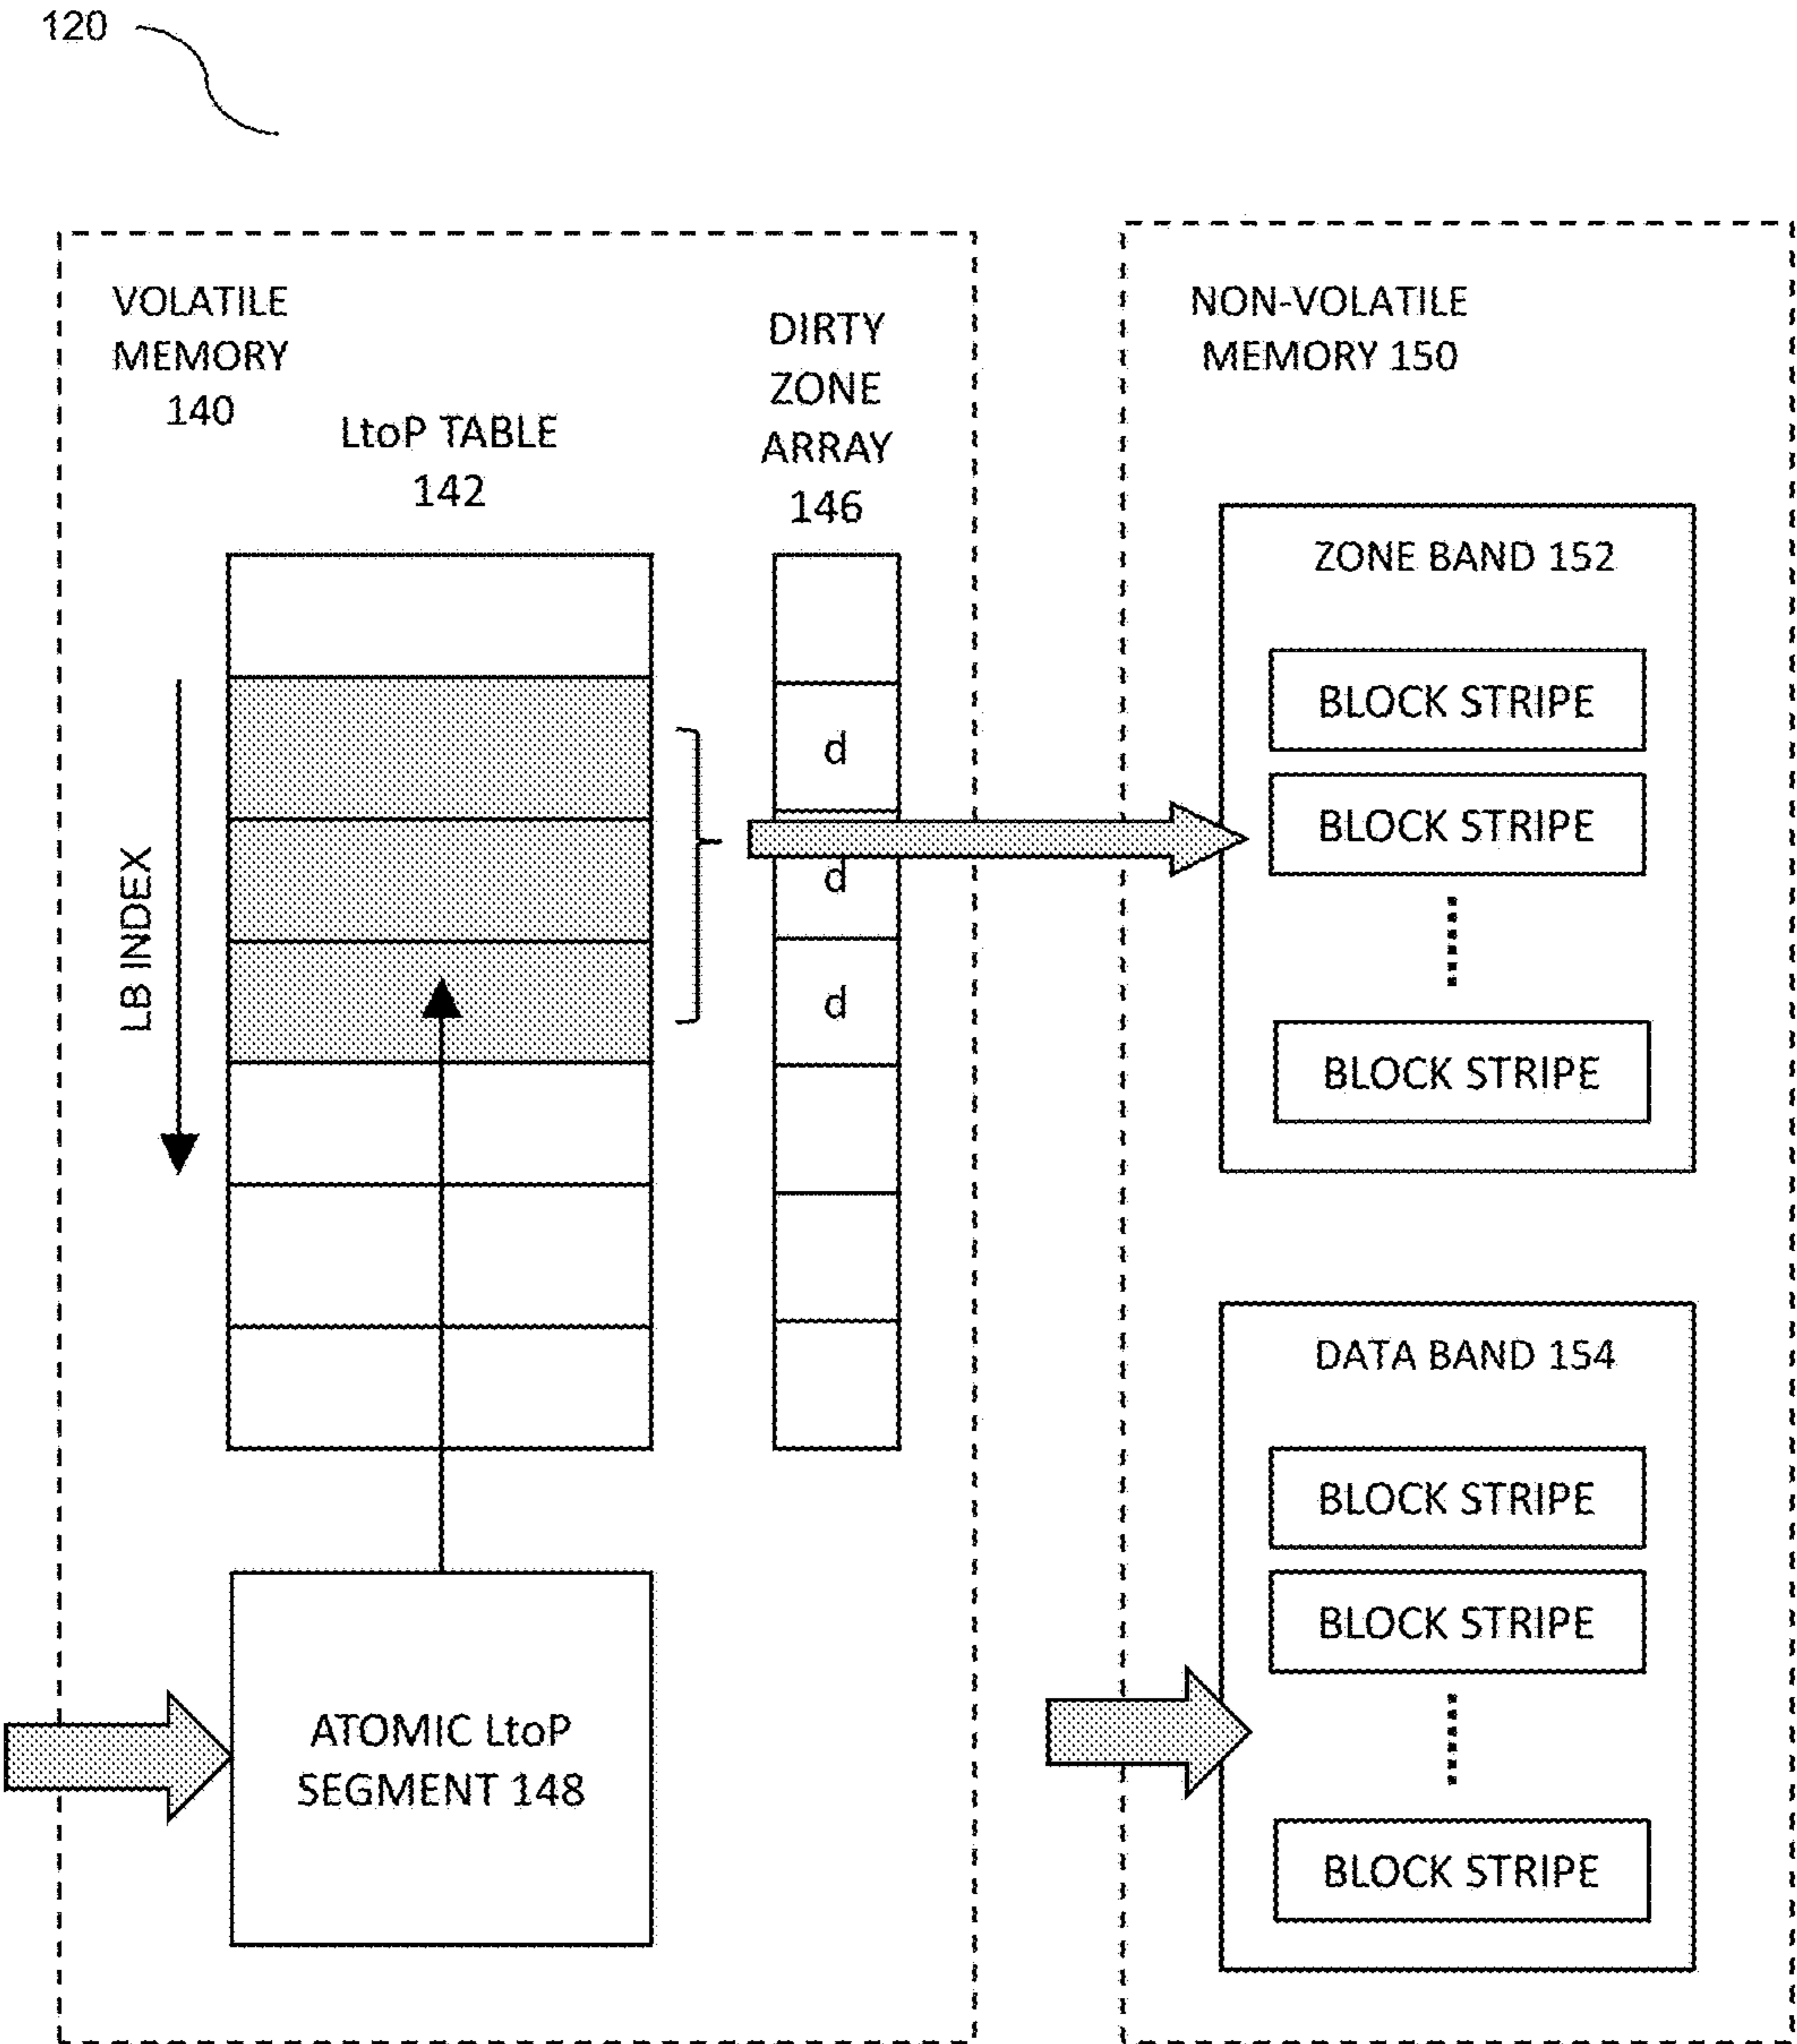 120
VOLATILE
MEMORY
140
LtoP TABLE
142
DIRTY
ZONE
ARRAY
146
LB INDEX
d
d
d
ATOMIC LtoP
SEGMENT 148
NON-VOLATILE
MEMORY 150
ZONE BAND 152
BLOCK STRIPE
BLOCK STRIPE
BLOCK STRIPE
DATA BAND 154
BLOCK STRIPE
BLOCK STRIPE
BLOCK STRIPE